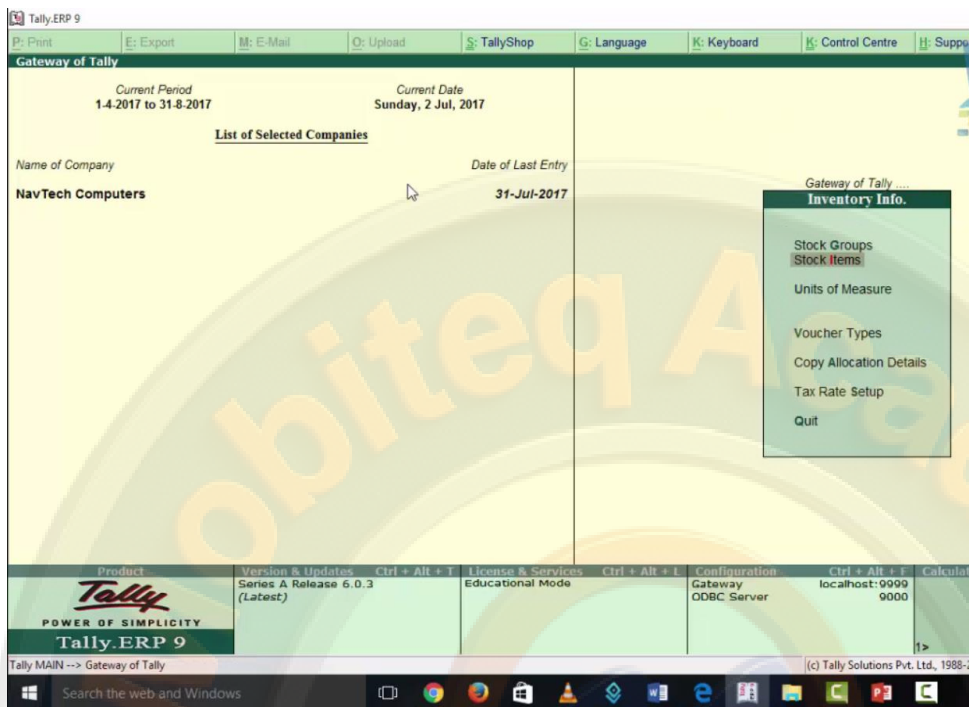 Tally.ERP 9
P: Print E: Export M: E-Mail O: Upload S: TallyShop G: Language K: Keyboard K: Control Centre H: Suppo
Gateway of Tally
Current Period Current Date
1-4-2017 to 31-8-2017 Sunday, 2 Jul, 2017
List of Selected Companies
Name of Company Date of Last Entry
NavTech Computers 31-Jul-2017
Gateway of Tally ....
Inventory Info.
Stock Groups
Stock Items
Units of Measure
Voucher Types
Copy Allocation Details
Tax Rate Setup
Quit
obiteq Aca
Product Version & Updates Ctrl + Alt + T License & Services Ctrl + Alt + L Configuration Ctrl + Alt + F Calculat
Tally
POWER OF SIMPLICITY
Tally.ERP 9
Series A Release 6.0.3
(Latest)
Educational Mode
Gateway localhost:9999
ODBC Server 9000
1>
Tally MAIN --> Gateway of Tally (c) Tally Solutions Pvt. Ltd., 1988-2
Search the web and Windows